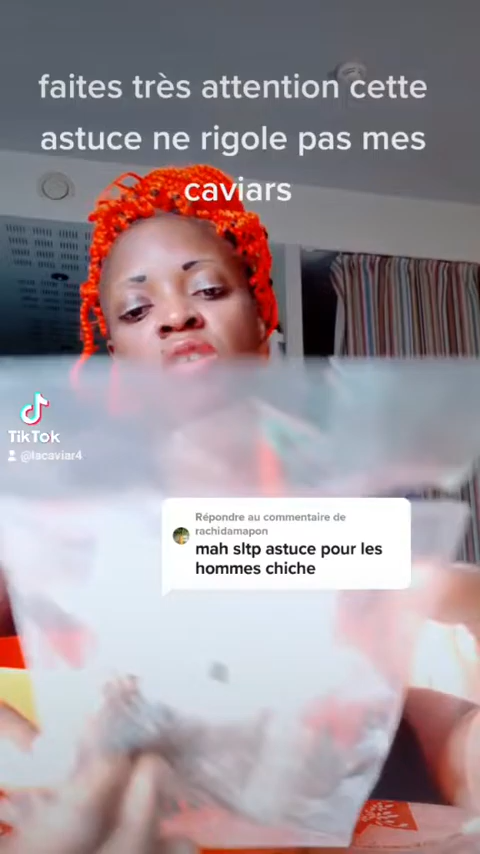 faites très attention cette
astuce ne rigole pas mes
caviars
TikTok
@lacaviar4
Répondre au commentaire de
rachidamapon
mah sltp astuce pour les
hommes chiche